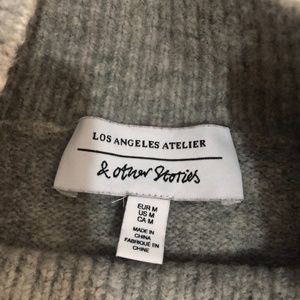 LOS ANGELES ATELIER
& other Stories
EUR M
US M
CA M
MADE IN
CHINA
FABRIQUÉ EN
CHINE